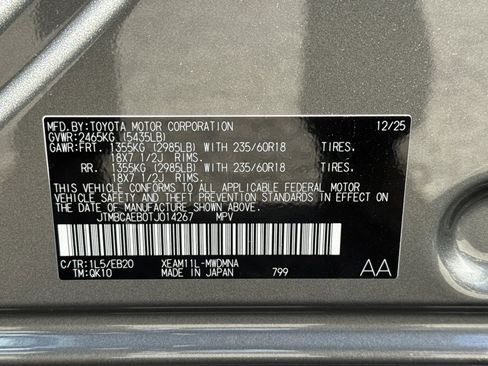 MFD.BY:TOYOTA MOTOR CORPORATION 12/25
GVWR:2465KG (5435LB)
GAWR:FRT. 1355KG (2985LB) WITH 235/60R18 TIRES.
18X7 1/2J RIMS.
RR. 1355KG (2985LB) WITH 235/60R18 TIRES.
18X7 1/2J RIMS.
THIS VEHICLE CONFORMS TO ALL APPLICABLE FEDERAL MOTOR
VEHICLE SAFETY AND THEFT PREVENTION STANDARDS IN EFFECT
ON THE DATE OF MANUFACTURE SHOWN ABOVE.
JTMBCAEB0TJ014267 MPV
C/TR:1L5/EB20 XEAM11L-MWDMNA
TM:QK10 MADE IN JAPAN 799 AA